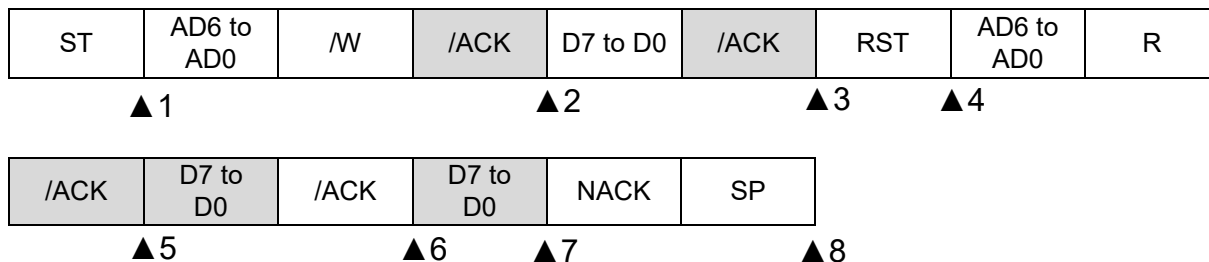 ST AD6 to AD0 /W /ACK D7 to D0 /ACK RST AD6 to AD0 R
▲1 ▲2 ▲3 ▲4
/ACK D7 to D0 /ACK D7 to D0 NACK SP
▲5 ▲6 ▲7 ▲8